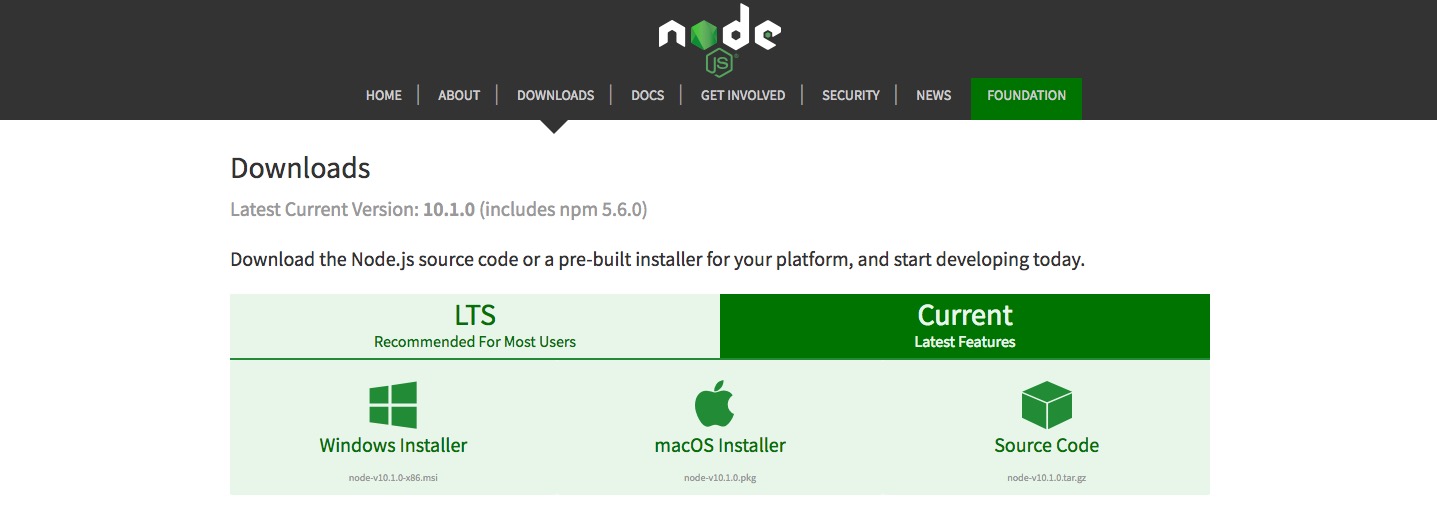 node
JS
HOME
ABOUT
DOWNLOADS
DOCS
GET INVOLVED
SECURITY
NEWS
FOUNDATION
Downloads
Latest Current Version: 10.1.0 (includes npm 5.6.0)
Download the Node.js source code or a pre-built installer for your platform, and start developing today.
LTS
Recommended For Most Users
Current
Latest Features
Windows Installer
node-v10.1.0-x86.msi
macOS Installer
node-v10.1.0.pkg
Source Code
node-v10.1.0.tar.gz